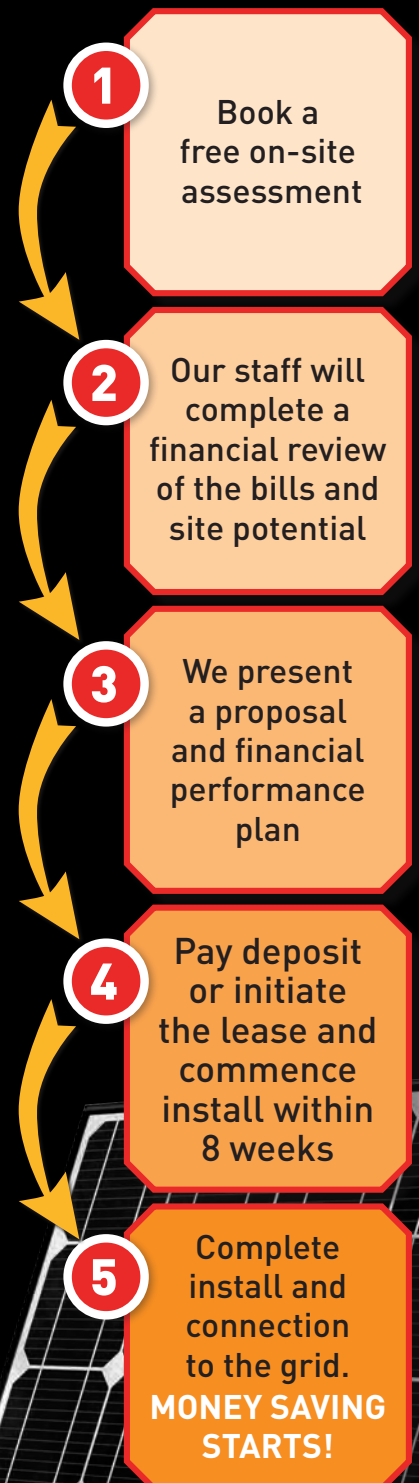 1
Book a
free on-site
assessment
2
Our staff will
complete a
financial review
of the bills and
site potential
3
We present
a proposal
and financial
performance
plan
4
Pay deposit
or initiate
the lease and
commence
install within
8 weeks
5
Complete
install and
connection
to the grid.
MONEY SAVING
STARTS!